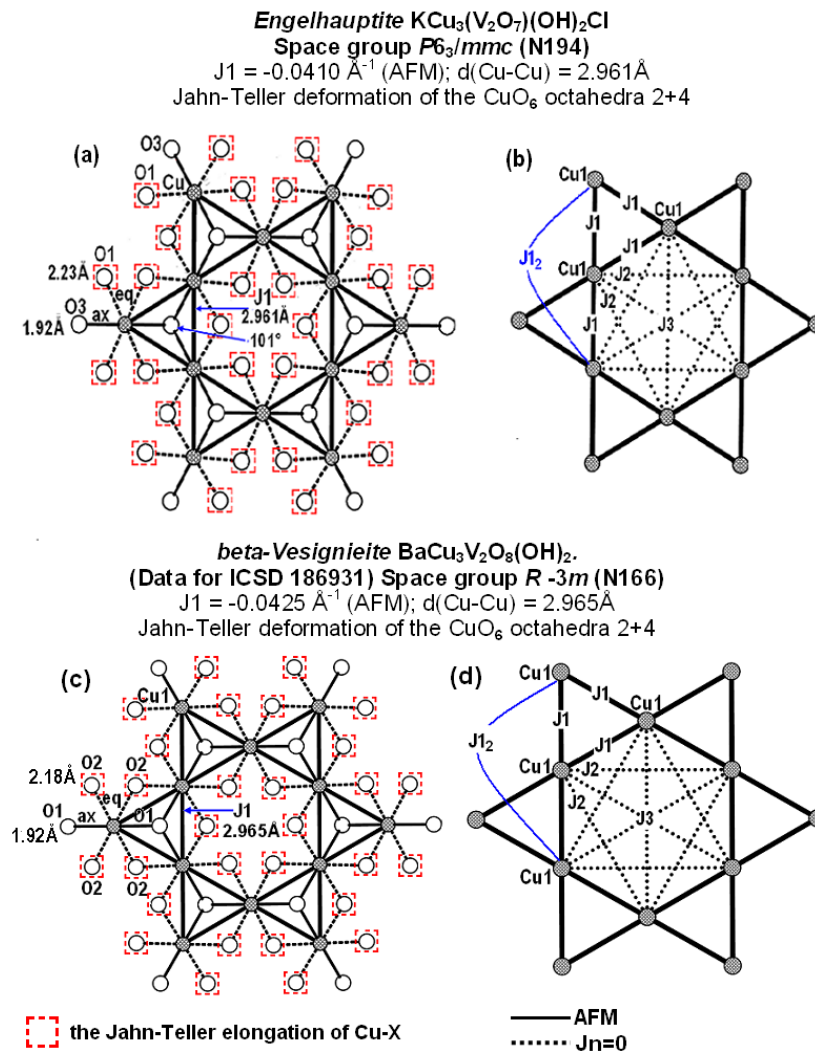 Engelhauptite KCu₃(V₂O₇)(OH)₂Cl
Space group P6₃/mmc (N194)
J1 = -0.0410 Å⁻¹ (AFM); d(Cu-Cu) = 2.961Å
Jahn-Teller deformation of the CuO₆ octahedra 2+4
(a)
O3
O1
Cu
O1
2.23Å
eq
O3
ax
1.92Å
J1
2.961Å
101°
(b)
Cu1
J1
Cu1
J1
J1₂
J1
Cu1
J2
J2
J1
J3
beta-Vesignieite BaCu₃V₂O₈(OH)₂.
(Data for ICSD 186931) Space group R -3m (N166)
J1 = -0.0425 Å⁻¹ (AFM); d(Cu-Cu) = 2.965Å
Jahn-Teller deformation of the CuO₆ octahedra 2+4
(c)
Cu1
O2
O2
2.18Å
eq
O1
ax
O1
1.92Å
O2
O2
J1
2.965Å
(d)
Cu1
J1
Cu1
J1
J1₂
J1
Cu1
J2
J2
J3
Cu1
the Jahn-Teller elongation of Cu-X
AFM
Jn=0